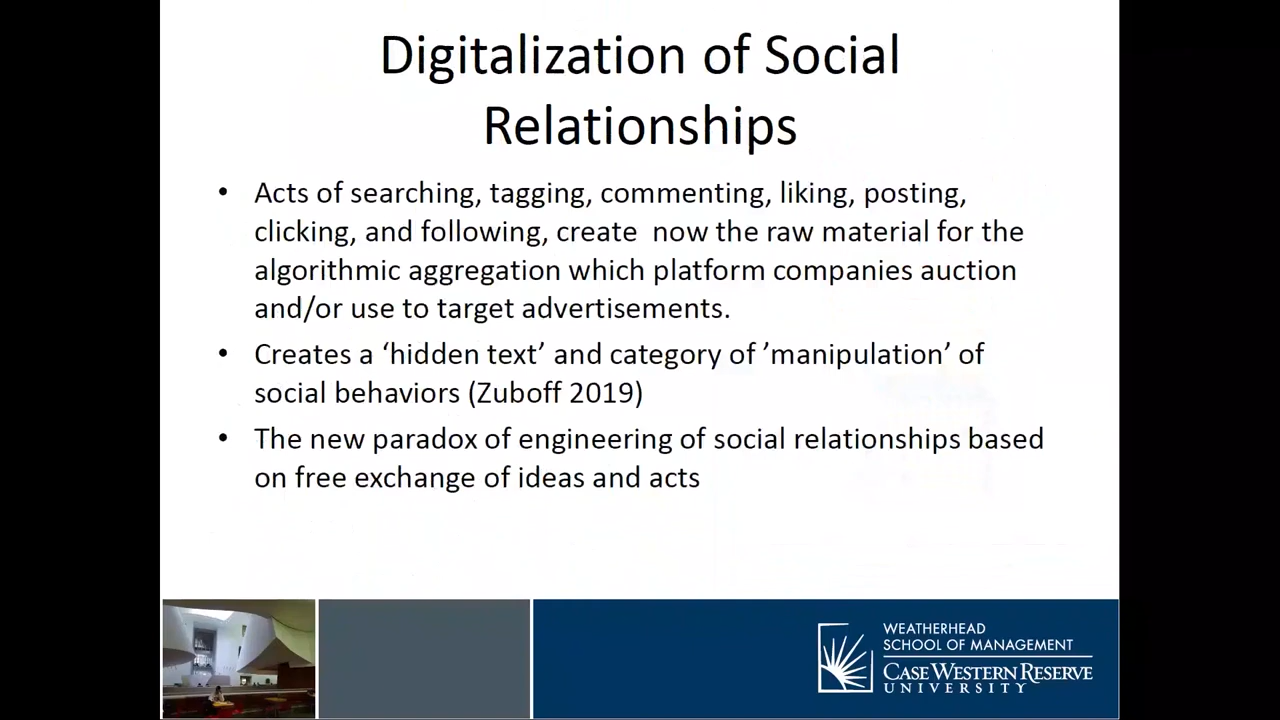 Digitalization of Social
Relationships
• Acts of searching, tagging, commenting, liking, posting,
clicking, and following, create  now the raw material for the
algorithmic aggregation which platform companies auction
and/or use to target advertisements.
• Creates a ‘hidden text’ and category of ’manipulation’ of
social behaviors (Zuboff 2019)
• The new paradox of engineering of social relationships based
on free exchange of ideas and acts
WEATHERHEAD
SCHOOL OF MANAGEMENT
CASE WESTERN RESERVE
UNIVERSITY